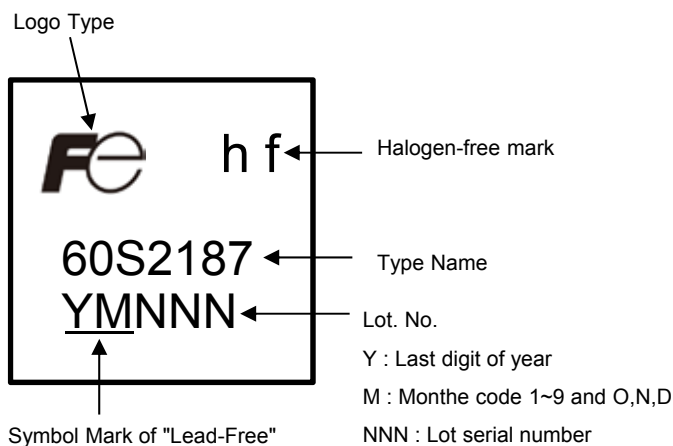 Logo Type
Fe
h f
Halogen-free mark
60S2187
Type Name
YMNNN
Lot. No.
Y : Last digit of year
M : Monthe code 1~9 and O,N,D
Symbol Mark of "Lead-Free"
NNN : Lot serial number